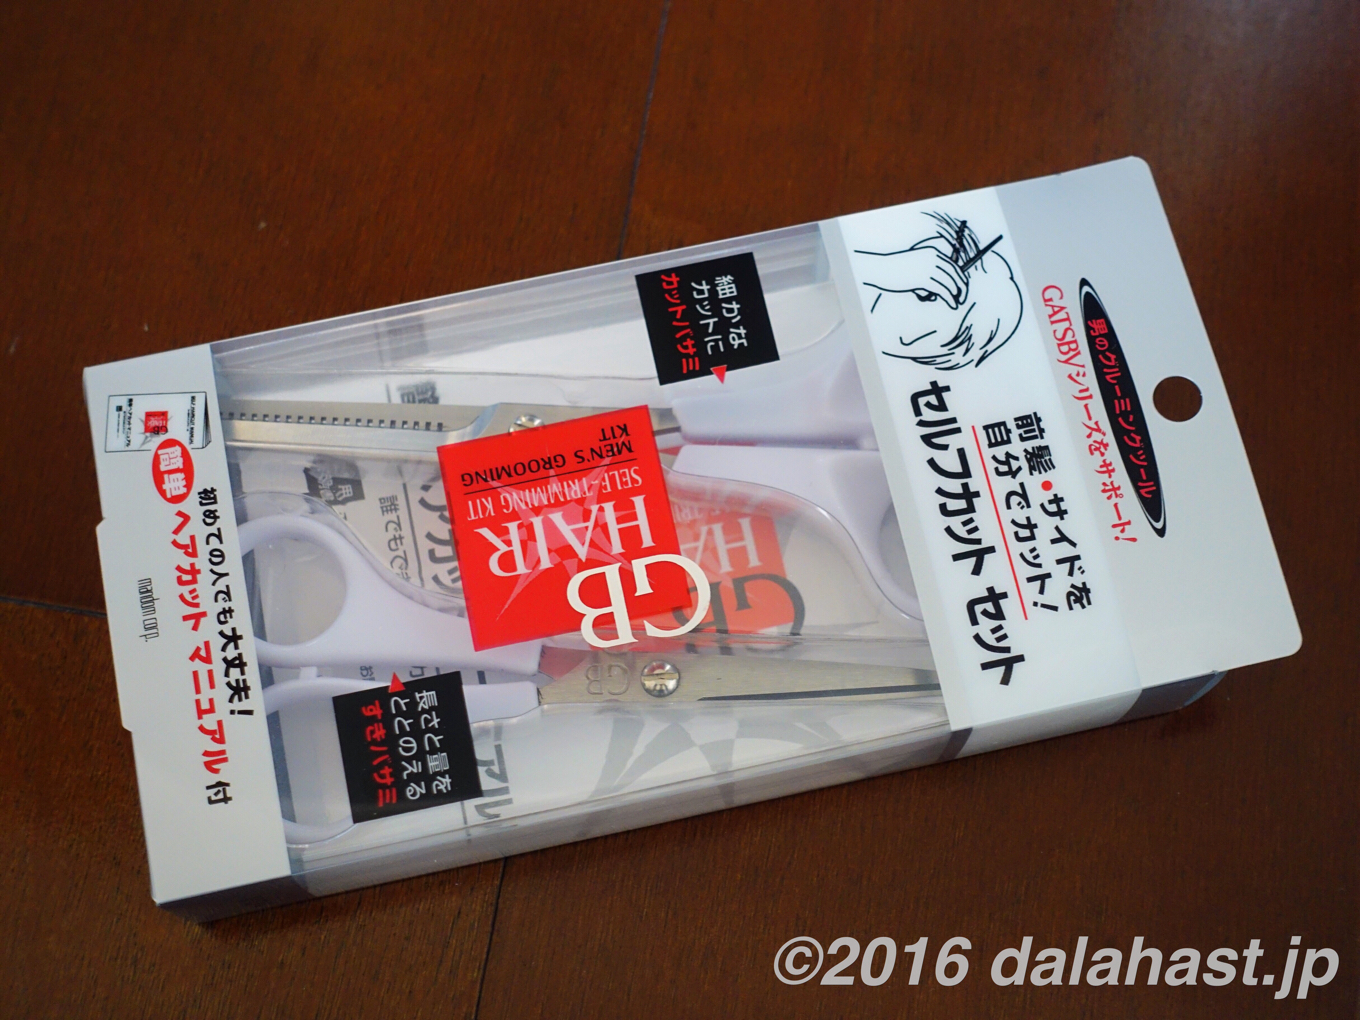 男のグルーミングツール
GATSBYシリーズをサポート!
前髪・サイドを
自分でカット!
セルフカット セット
細かな
カットに
カットバサミ
MEN'S GROOMING
KIT
SELF-TRIMMING KIT
HAIR
GB
GB
長さと量を
ととのえる
すきバサミ
初めての人でも大丈夫!
簡単 ヘアカット マニュアル付
mandom corp.
©2016 dalahast.jp